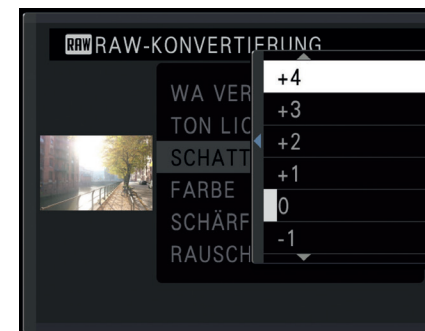 RAW RAW-KONVERTIERUNG
WA VER
TON LIC
SCHATT
FARBE
SCHÄRF
RAUSCH
+4
+3
+2
+1
0
-1